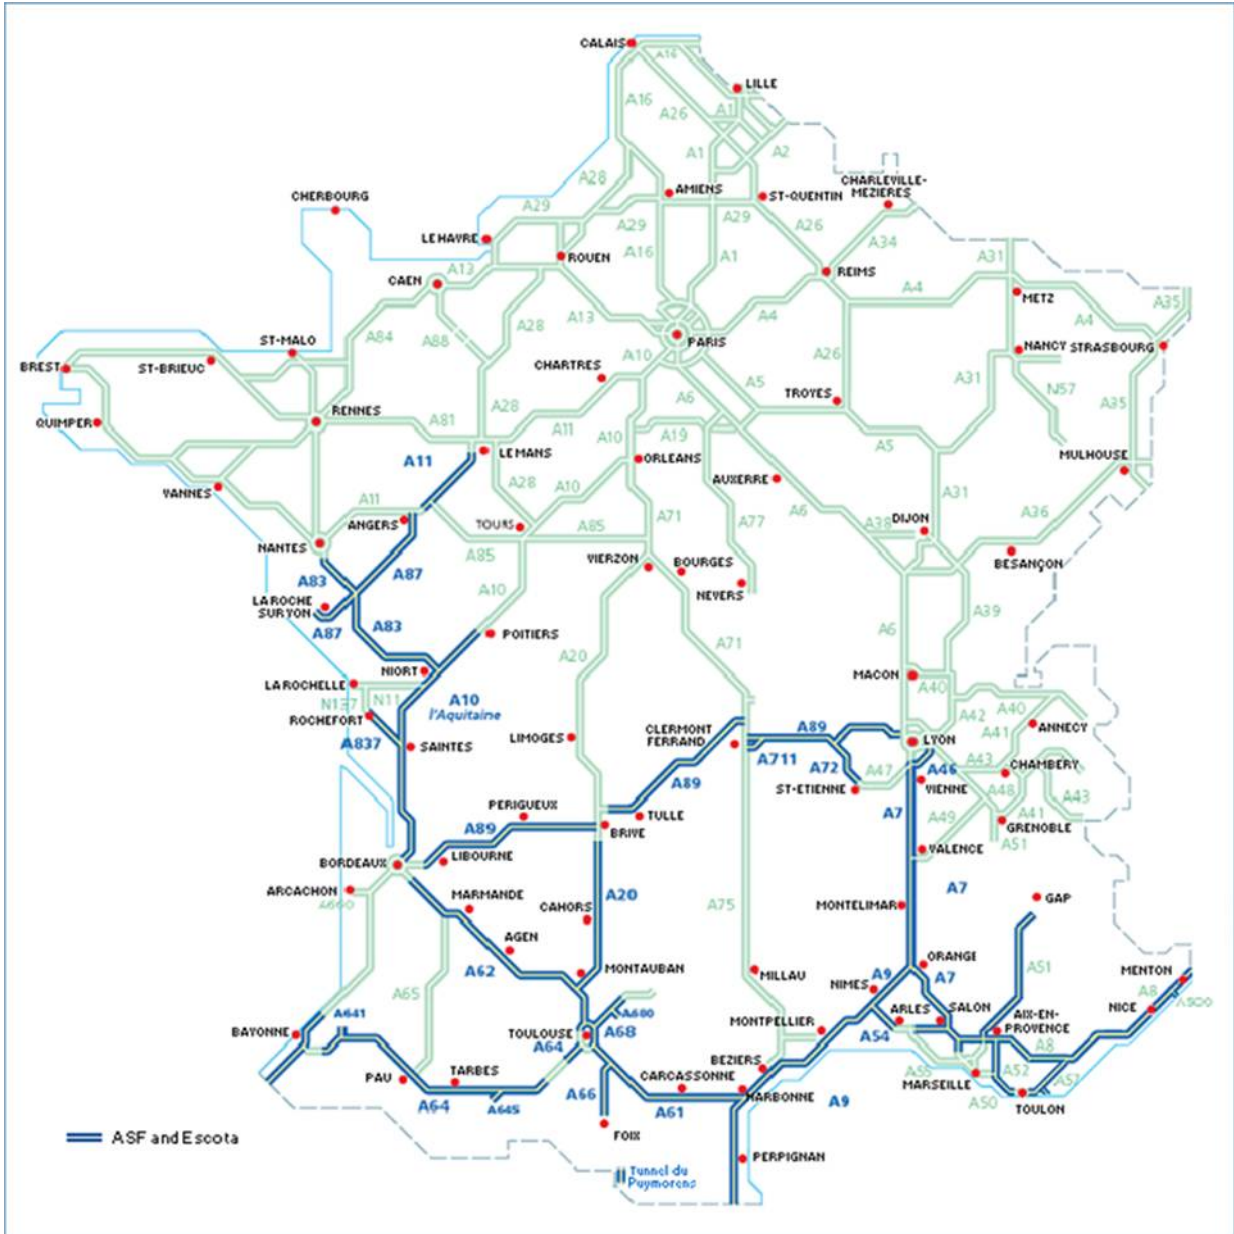 CALAIS
A16
LILLE
A16
A26
A1
A1
A2
A28
AMIENS
ST-QUENTIN
CHARLEVILLE-
MEZIERES
CHERBOURG
A29
A29
A29
A26
A34
LE HAVRE
ROUEN
A16
A1
A31
A13
REIMS
CAEN
METZ
A4
A35
A84
A88
A28
A13
A4
A4
ST-MALO
PARIS
NANCY
STRASBOURG
BREST
ST-BRIEUC
CHARTRES
A10
A26
A5
TROYES
A31
N57
A35
A6
RENNES
A28
QUIMPER
A81
A11
A10
A19
A5
A11
LE MANS
ORLEANS
MULHOUSE
AUXERRE
VANNES
A28
A10
A31
A11
ANGERS
TOURS
A71
A77
A6
A38
DIJON
A36
A85
NANTES
A85
VIERZON
BOURGES
BESANÇON
A83
A87
NEVERS
A10
LA ROCHE
SUR YON
A39
A87
A83
POITIERS
A6
A20
A71
NIORT
MACON
LA ROCHELLE
A40
N137
N11
A10
l'Aquitaine
ROCHEFORT
A42
A40
ANNECY
A837
SAINTES
LIMOGES
CLERMONT
FERRAND
A89
A41
LYON
A711
A72
A43
CHAMBERY
A89
A47
A46
ST-ETIENNE
VIENNE
A48
A43
PERIGUEUX
TULLE
A7
A49
A41
A89
BRIVE
GRENOBLE
A51
BORDEAUX
LIBOURNE
VALENCE
ARCACHON
A660
MARMANDE
A20
A7
GAP
CAHORS
A75
MONTELIMAR
AGEN
A62
MONTAUBAN
MILLAU
ORANGE
A51
MENTON
A9
NIMES
A7
A65
A8
A500
ARLES
SALON
NICE
A641
A680
BAYONNE
TOULOUSE
A68
MONTPELLIER
AIX-EN-
PROVENCE
A64
A54
A8
BEZIERS
PAU
TARBES
CARCASSONNE
A55
MARSEILLE
A52
A57
A66
NARBONNE
A64
A645
A61
A9
A50
TOULON
FOIX
ASF and Escota
PERPIGNAN
Tunnel du
Puymorens